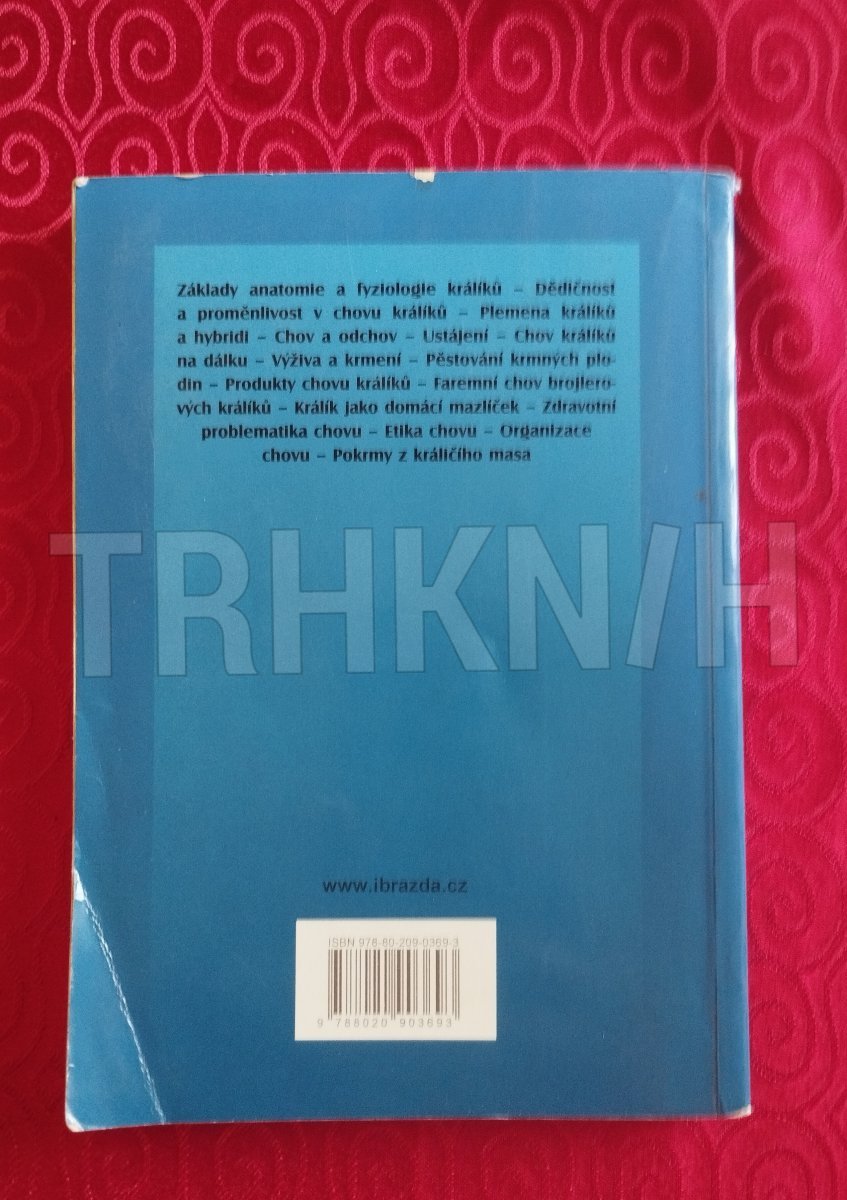 Základy anatomie a fyziologie králíků – Dědičnost
a proměnlivost v chovu králíků – Plemena králíků
a hybridi – Chov a odchov – Ustájení – Chov králíků
na dálku – Výživa a krmení – Pěstování krmných plo-
din – Produkty chovu králíků – Faremní chov brojlero-
vých králíků – Králík jako domácí mazlíček – Zdravotní
problematika chovu – Etika chovu – Organizace
chovu – Pokrmy z králičího masa
TRHKNIH
www.ibrazda.cz
ISBN 978-80-209-0369-3
9 788020 903693